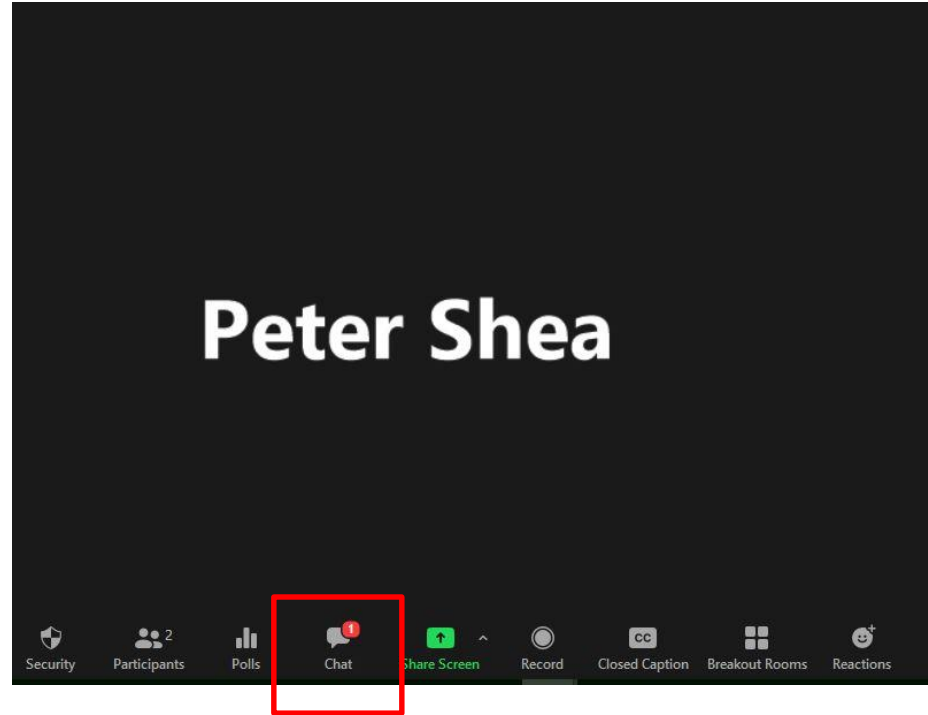 Peter Shea
2
1
Security Participants Polls Chat Share Screen Record CC Closed Caption Breakout Rooms Reactions